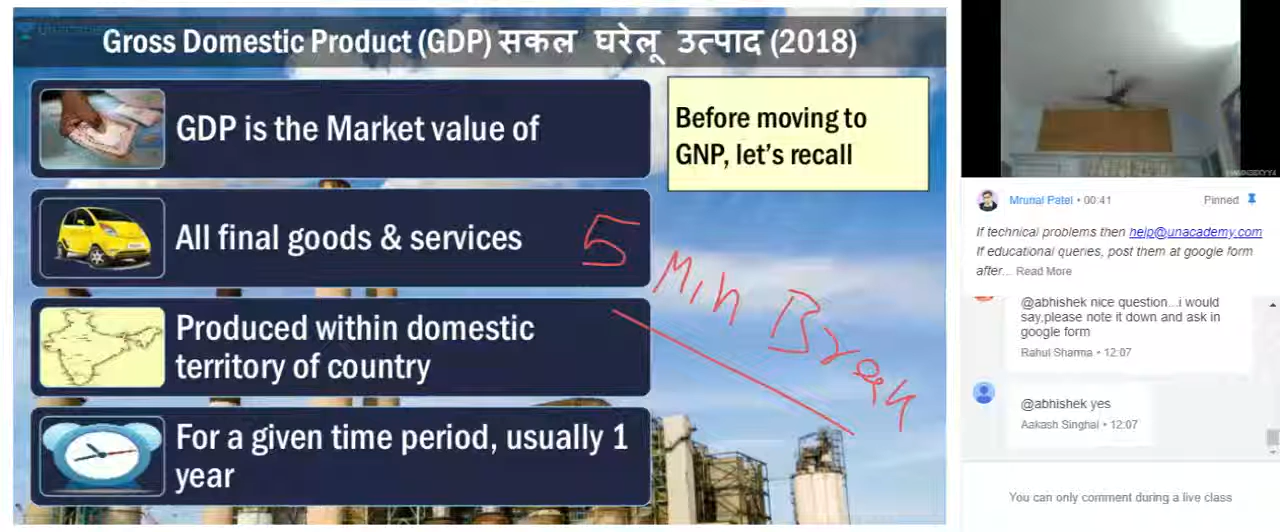 Gross Domestic Product (GDP) सकल घरेलू उत्पाद (2018)
GDP is the Market value of
All final goods & services
Produced within domestic
territory of country
For a given time period, usually 1
year
Before moving to
GNP, let's recall
5 Min Break
Mrunal Patel • 00:41
Pinned
If technical problems then help@unacademy.com
If educational queries, post them at google form
after... Read More
@abhishek nice question...i would
say,please note it down and ask in
google form
Rahul Sharma • 12:07
@abhishek yes
Aakash Singhal • 12:07
You can only comment during a live class